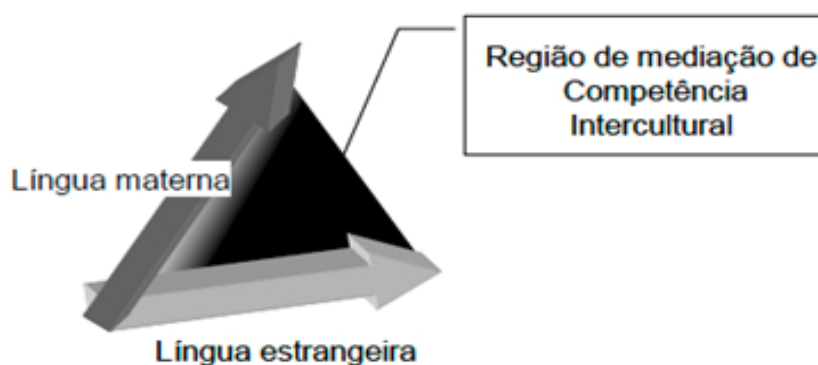 Região de mediação de
Competência
Intercultural
Língua materna
Língua estrangeira